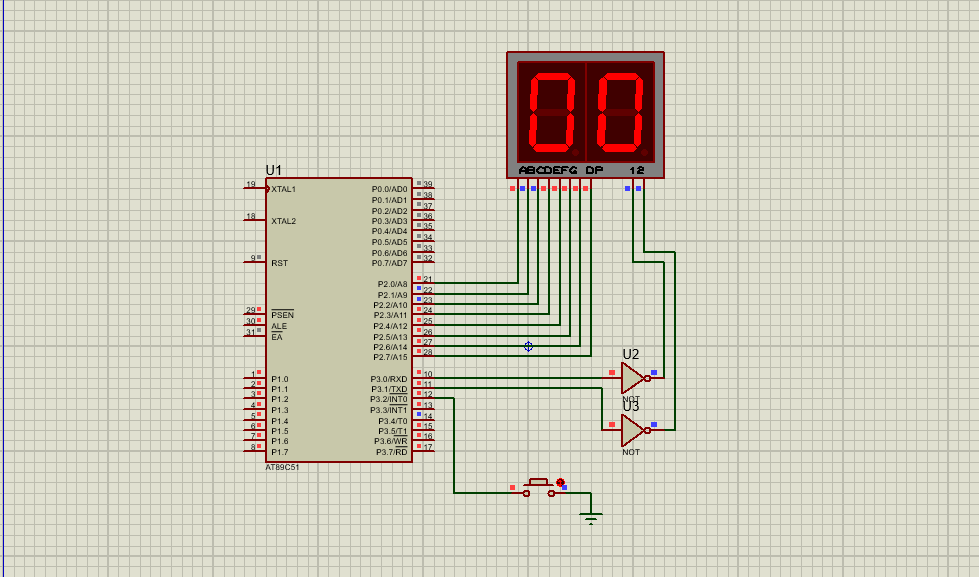 ABCDEFG DP 12
U1
19 XTAL1
18 XTAL2
9 RST
29 PSEN
30 ALE
31 EA
1 P1.0
2 P1.1
3 P1.2
4 P1.3
5 P1.4
6 P1.5
7 P1.6
8 P1.7
P0.0/AD0 39
P0.1/AD1 38
P0.2/AD2 37
P0.3/AD3 36
P0.4/AD4 35
P0.5/AD5 34
P0.6/AD6 33
P0.7/AD7 32
P2.0/A8 21
P2.1/A9 22
P2.2/A10 23
P2.3/A11 24
P2.4/A12 25
P2.5/A13 26
P2.6/A14 27
P2.7/A15 28
P3.0/RXD 10
P3.1/TXD 11
P3.2/INT0 12
P3.3/INT1 13
P3.4/T0 14
P3.5/T1 15
P3.6/WR 16
P3.7/RD 17
AT89C51
00
U2
NOT
U3
NOT